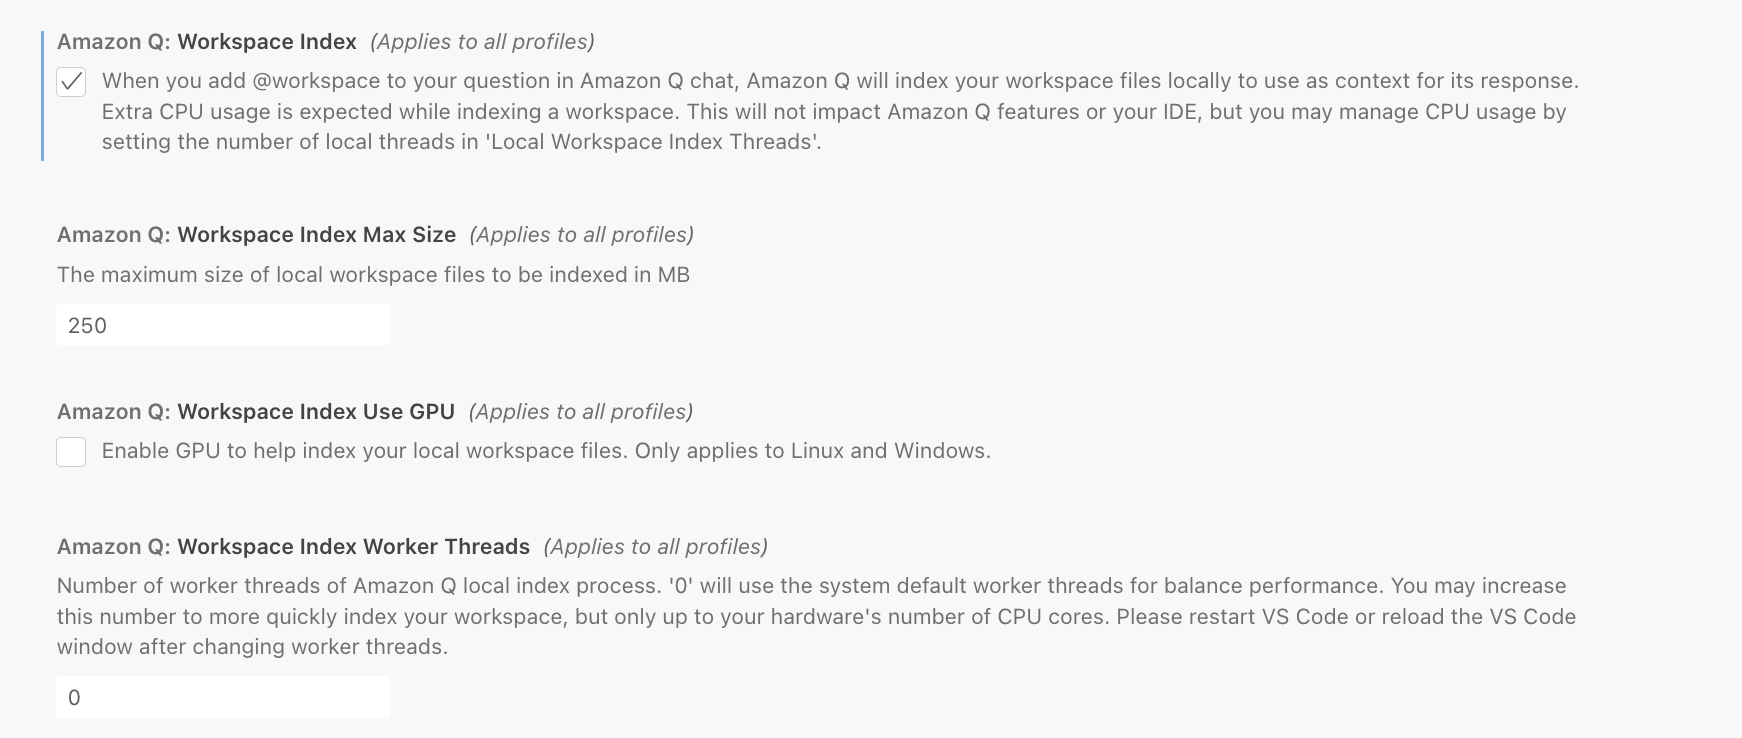 Amazon Q: Workspace Index (Applies to all profiles)
When you add @workspace to your question in Amazon Q chat, Amazon Q will index your workspace files locally to use as context for its response.
Extra CPU usage is expected while indexing a workspace. This will not impact Amazon Q features or your IDE, but you may manage CPU usage by
setting the number of local threads in 'Local Workspace Index Threads'.
Amazon Q: Workspace Index Max Size (Applies to all profiles)
The maximum size of local workspace files to be indexed in MB
250
Amazon Q: Workspace Index Use GPU (Applies to all profiles)
Enable GPU to help index your local workspace files. Only applies to Linux and Windows.
Amazon Q: Workspace Index Worker Threads (Applies to all profiles)
Number of worker threads of Amazon Q local index process. '0' will use the system default worker threads for balance performance. You may increase
this number to more quickly index your workspace, but only up to your hardware's number of CPU cores. Please restart VS Code or reload the VS Code
window after changing worker threads.
0